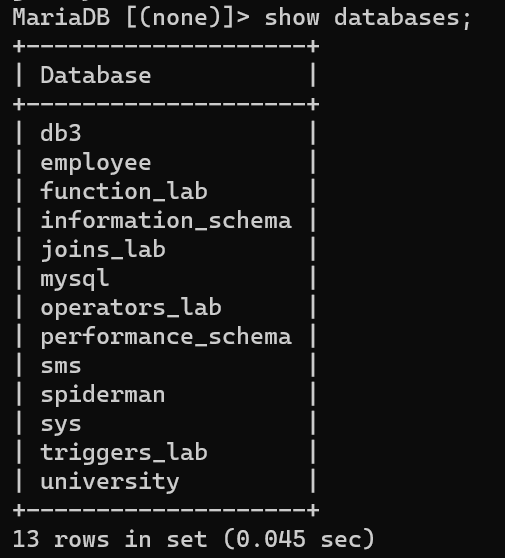 MariaDB [(none)]> show databases;
+--------------------+
| Database           |
+--------------------+
| db3                |
| employee           |
| function_lab       |
| information_schema |
| joins_lab          |
| mysql              |
| operators_lab      |
| performance_schema |
| sms                |
| spiderman          |
| sys                |
| triggers_lab       |
| university         |
+--------------------+
13 rows in set (0.045 sec)